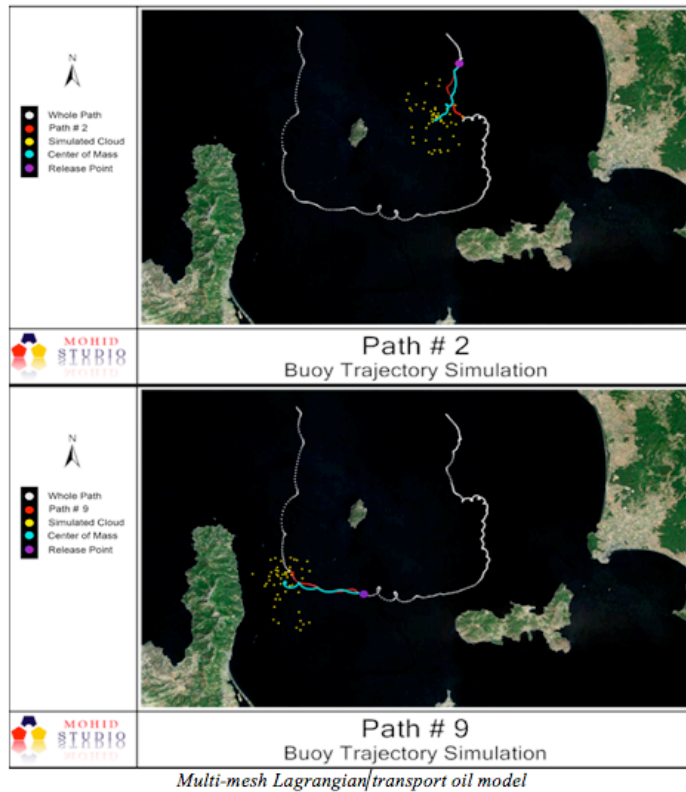 N
Whole Path
Path # 2
Simulated Cloud
Center of Mass
Release Point
MOHID
STUDIO
Path # 2
Buoy Trajectory Simulation
N
Whole Path
Path # 9
Simulated Cloud
Center of Mass
Release Point
MOHID
STUDIO
Path # 9
Buoy Trajectory Simulation
Multi-mesh Lagrangian transport oil model